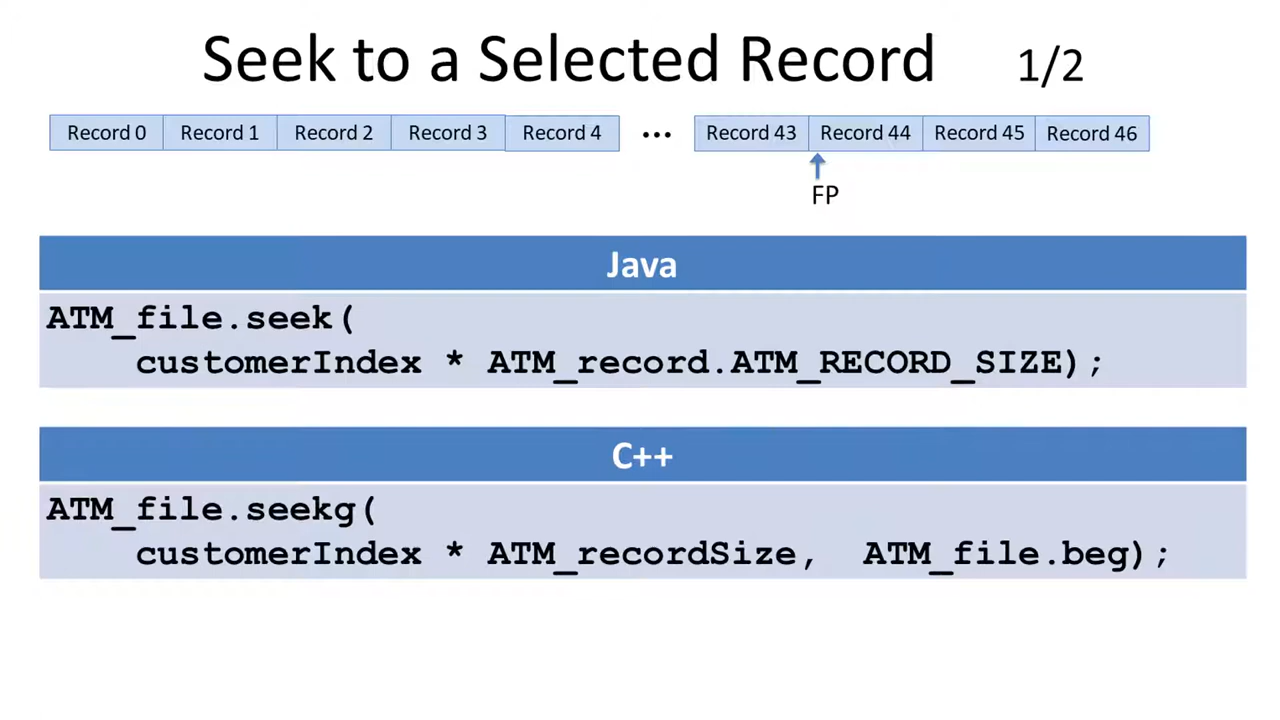 Seek to a Selected Record 1/2
Record 0 Record 1 Record 2 Record 3 Record 4 ... Record 43 Record 44 Record 45 Record 46
FP
Java
ATM_file.seek(
customerIndex * ATM_record.ATM_RECORD_SIZE);
C++
ATM_file.seekg(
customerIndex * ATM_recordSize, ATM_file.beg);